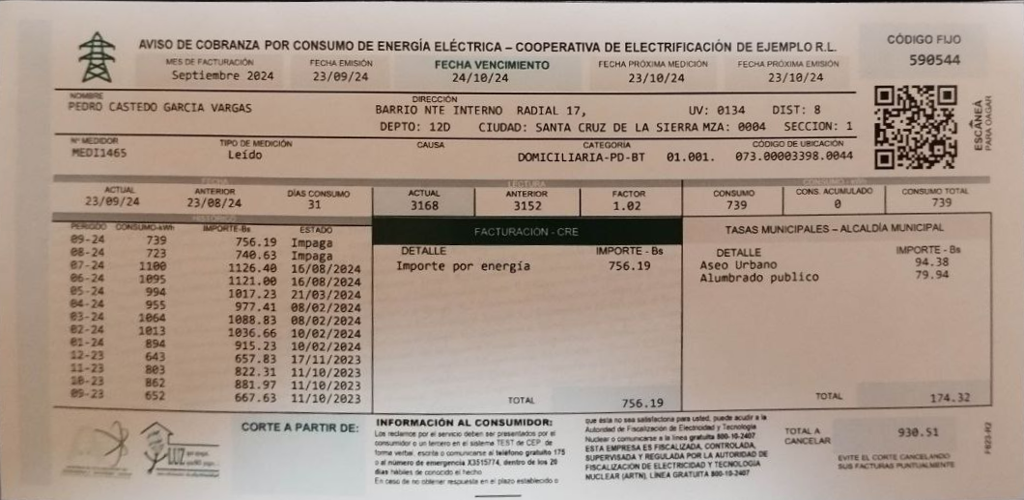 AVISO DE COBRANZA POR CONSUMO DE ENERGÍA ELÉCTRICA – COOPERATIVA DE ELECTRIFICACIÓN DE EJEMPLO R.L.
CÓDIGO FIJO
590544
MES DE FACTURACIÓN FECHA EMISIÓN FECHA VENCIMIENTO FECHA PRÓXIMA MEDICIÓN FECHA PRÓXIMA EMISIÓN
Septiembre 2024 23/09/24 24/10/24 23/10/24 23/10/24
NOMBRE DIRECCIÓN
PEDRO CASTEDO GARCIA VARGAS BARRIO NTE INTERNO RADIAL 17, UV: 0134 DIST: 8
DEPTO: 12D CIUDAD: SANTA CRUZ DE LA SIERRA MZA: 0004 SECCION: 1
ESCANÉA
PARA PAGAR
Nº MEDIDOR TIPO DE MEDICIÓN CAUSA CATEGORÍA CÓDIGO DE UBICACIÓN
MEDI1465 Leído DOMICILIARIA-PD-BT 01.001. 073.00003398.0044
FECHA LECTURA CONSUMO - kWh
ACTUAL ANTERIOR DÍAS CONSUMO ACTUAL ANTERIOR FACTOR CONSUMO CONS. ACUMULADO CONSUMO TOTAL
23/09/24 23/08/24 31 3168 3152 1.02 739 0 739
HISTÓRICO
PERIODO CONSUMO-kWh IMPORTE-Bs ESTADO
09-24 739 756.19 Impaga
08-24 723 740.63 Impaga
07-24 1100 1126.40 16/08/2024
06-24 1095 1121.00 16/08/2024
05-24 994 1017.23 21/03/2024
04-24 955 977.41 08/02/2024
03-24 1064 1088.83 08/02/2024
02-24 1013 1036.66 10/02/2024
01-24 894 915.23 10/02/2024
12-23 643 657.83 17/11/2023
11-23 803 822.31 11/10/2023
10-23 862 881.97 11/10/2023
09-23 652 667.63 11/10/2023
FACTURACIÓN - CRE
DETALLE IMPORTE - Bs
Importe por energía 756.19
TOTAL 756.19
TASAS MUNICIPALES – ALCALDÍA MUNICIPAL
DETALLE IMPORTE - Bs
Aseo Urbano 94.38
Alumbrado publico 79.94
TOTAL 174.32
CORTE A PARTIR DE:
INFORMACIÓN AL CONSUMIDOR:
Los reclamos por el servicio deben ser presentados por el
consumidor o un tercero en el sistema TEST de CEP, de
forma verbal, escrita o comunicarse al teléfono gratuito 175
o al número de emergencia X3315774, dentro de los 20
días hábiles de conocido el hecho
En caso de no obtener respuesta en el plazo establecido o
que ésta no sea satisfactoria para usted, puede acudir a la
Autoridad de Fiscalización de Electricidad y Tecnología
Nuclear o comunicarse a la línea gratuita 800-10-2407
ESTA EMPRESA ES FISCALIZADA, CONTROLADA,
SUPERVISADA Y REGULADA POR LA AUTORIDAD DE
FISCALIZACIÓN DE ELECTRICIDAD Y TECNOLOGÍA
NUCLEAR (ARTN), LÍNEA GRATUITA 800-10-2407
TOTAL A
CANCELAR 930.51
EVITE EL CORTE CANCELANDO
SUS FACTURAS PUNTUALMENTE